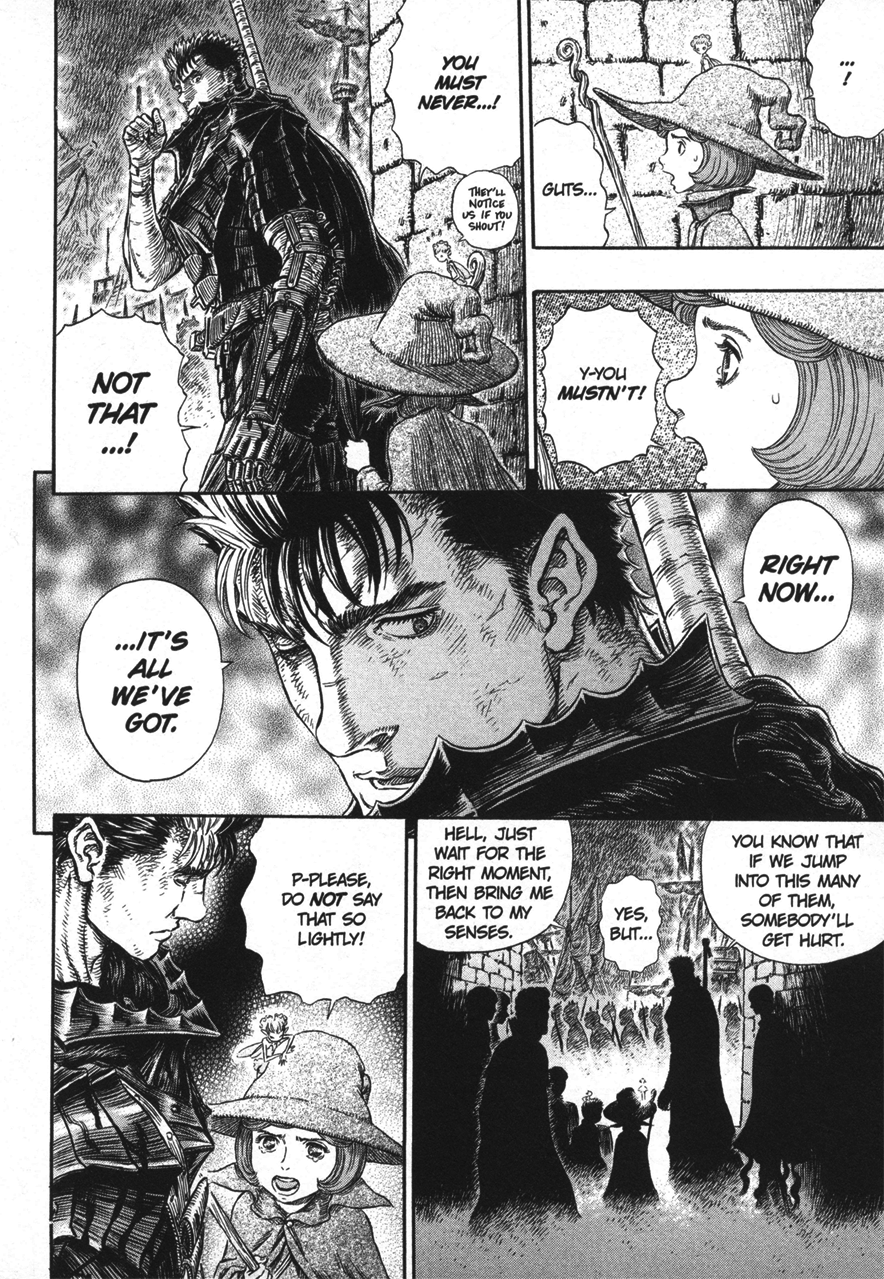 ...
!
GUTS...
Y-YOU
MUSTN'T!
YOU
MUST
NEVER...!
THEY'LL
NOTICE
US IF YOU
SHOUT!
NOT
THAT
...!
RIGHT
NOW...
...IT'S
ALL
WE'VE
GOT.
YOU KNOW THAT
IF WE JUMP
INTO THIS MANY
OF THEM,
SOMEBODY'LL
GET HURT.
YES,
BUT...
HELL, JUST
WAIT FOR THE
RIGHT MOMENT,
THEN BRING ME
BACK TO MY
SENSES.
P-PLEASE,
DO NOT SAY
THAT SO
LIGHTLY!